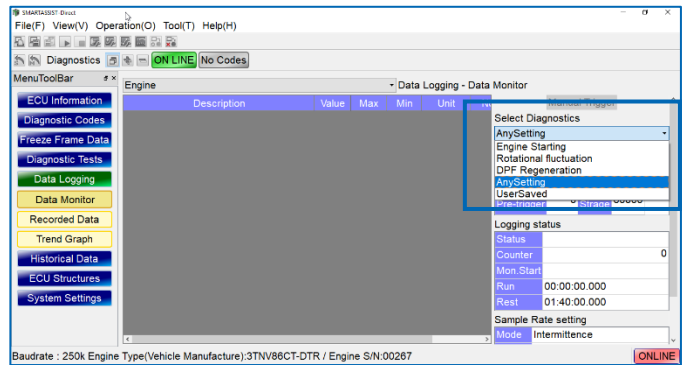 SMARTASSIST-Direct
File(F) View(V) Operation(O) Tool(T) Help(H)
Diagnostics ON LINE No Codes
MenuToolBar
Engine
Data Logging - Data Monitor
ECU Information
Diagnostic Codes
Freeze Frame Data
Diagnostic Tests
Data Logging
Data Monitor
Recorded Data
Trend Graph
Historical Data
ECU Structures
System Settings
Description Value Max Min Unit
Manual Trigger
Select Diagnostics
AnySetting
Engine Starting
Rotational fluctuation
DPF Regeneration
AnySetting
UserSaved
Pre-trigger 0 Strage 00000
Logging status
Status
Counter 0
Mon.Start
Run 00:00:00.000
Rest 01:40:00.000
Sample Rate setting
Mode Intermittence
Baudrate : 250k Engine Type(Vehicle Manufacture):3TNV86CT-DTR / Engine S/N:00267
ONLINE